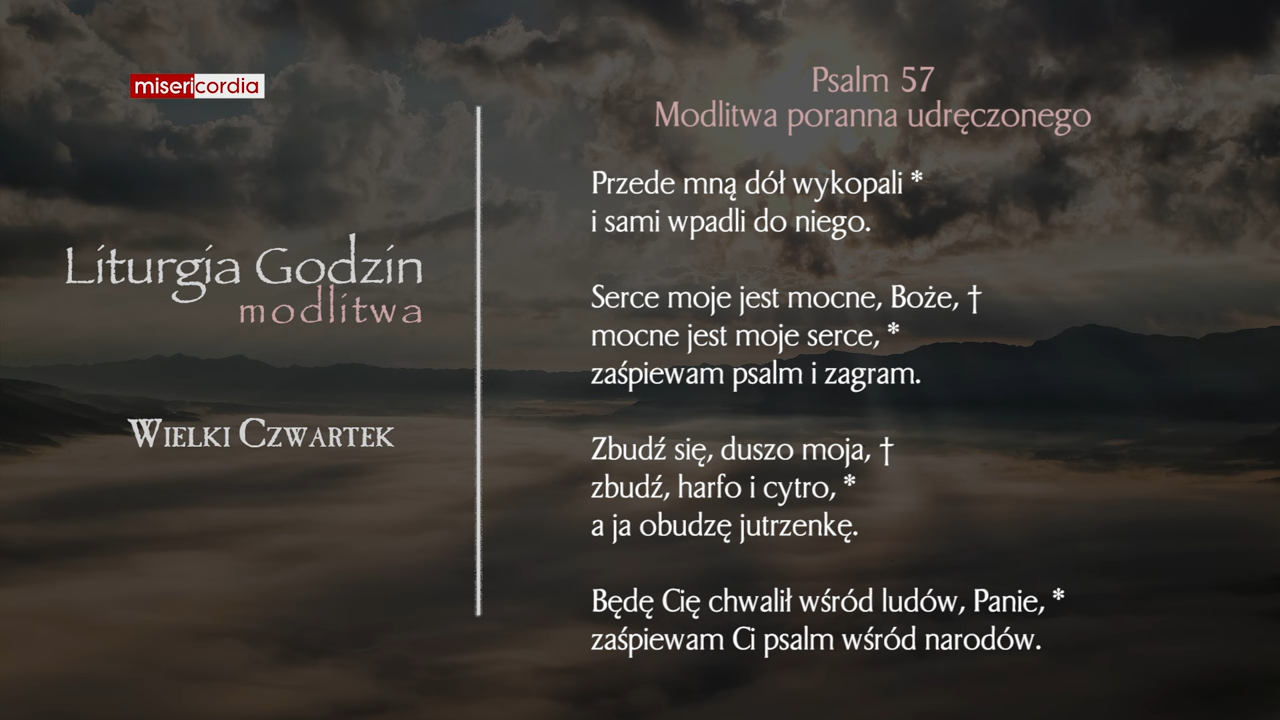 misericordia
Liturgia Godzin
modlitwa
Wielki Czwartek
Psalm 57
Modlitwa poranna udręczonego
Przede mną dół wykopali *
i sami wpadli do niego.
Serce moje jest mocne, Boże, †
mocne jest moje serce, *
zaśpiewam psalm i zagram.
Zbudź się, duszo moja, †
zbudź, harfo i cytro, *
a ja obudzę jutrzenkę.
Będę Cię chwalił wśród ludów, Panie, *
zaśpiewam Ci psalm wśród narodów.